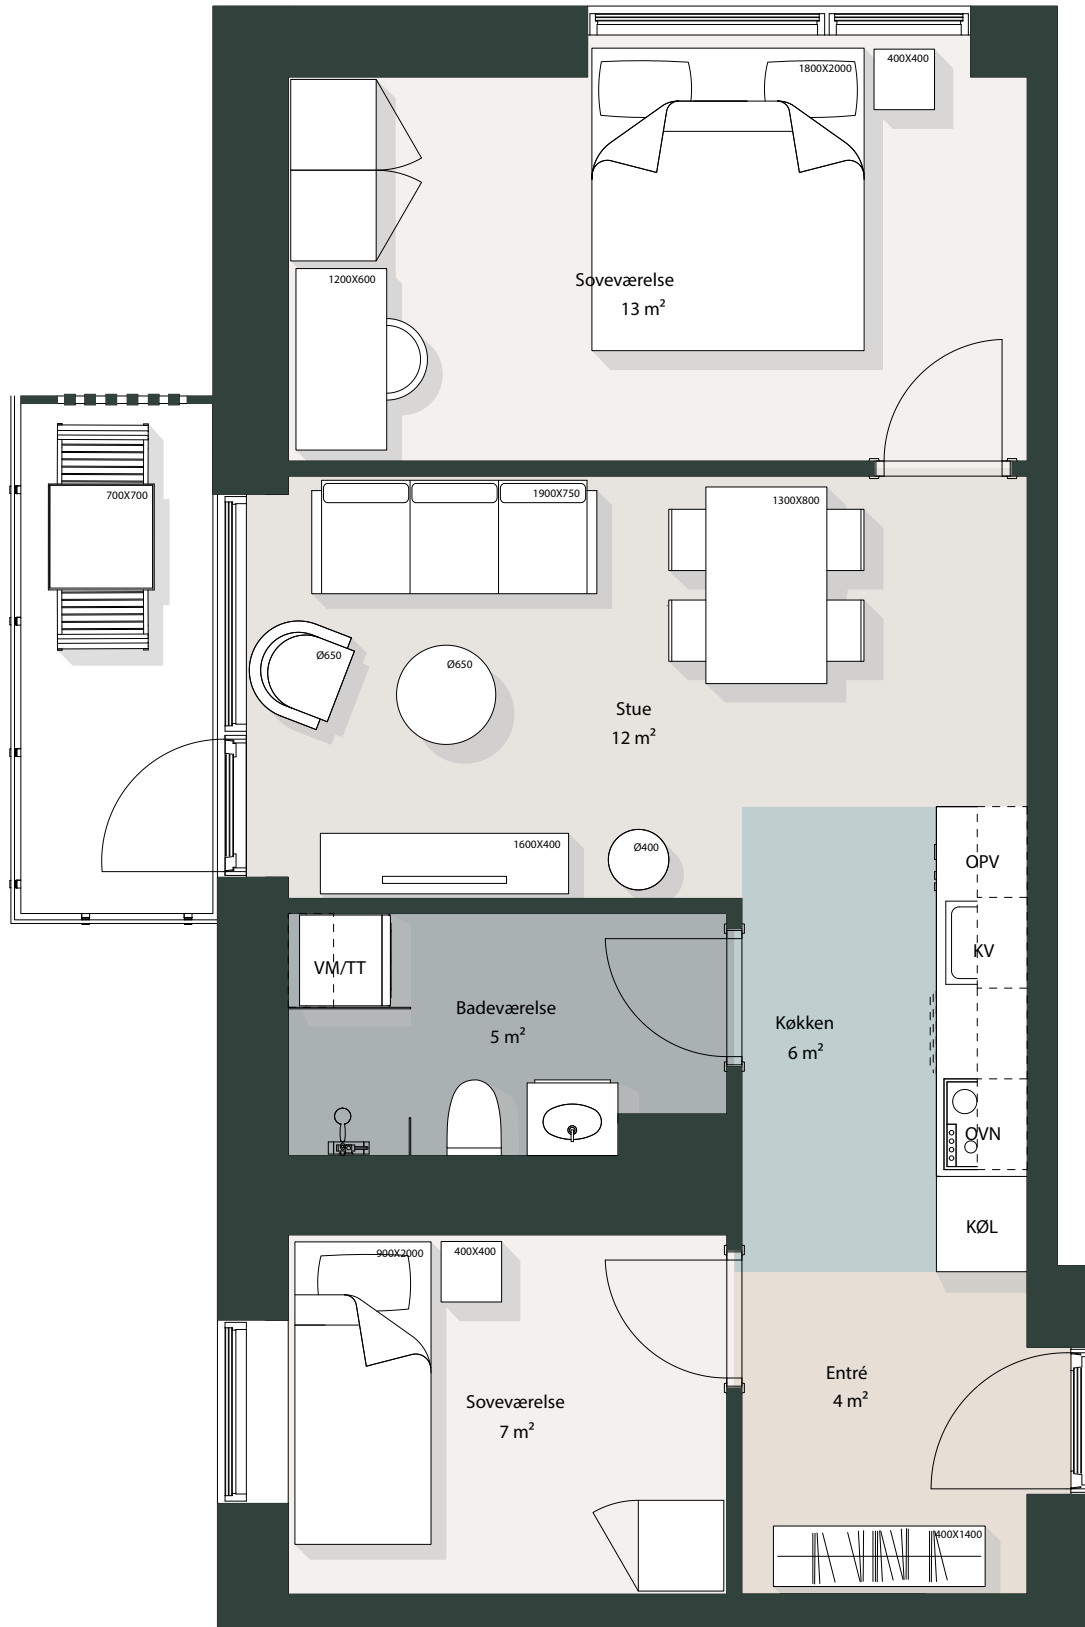 1800X2000
400X400
1200X600
Soveværelse
13 m²
700X700
1900X750
1300X800
Ø650
Ø650
Stue
12 m²
1600X400
Ø400
OPV
KV
VM/TT
Badeværelse
5 m²
Køkken
6 m²
OVN
KØL
900X2000
400X400
Soveværelse
7 m²
Entré
4 m²
400X1400